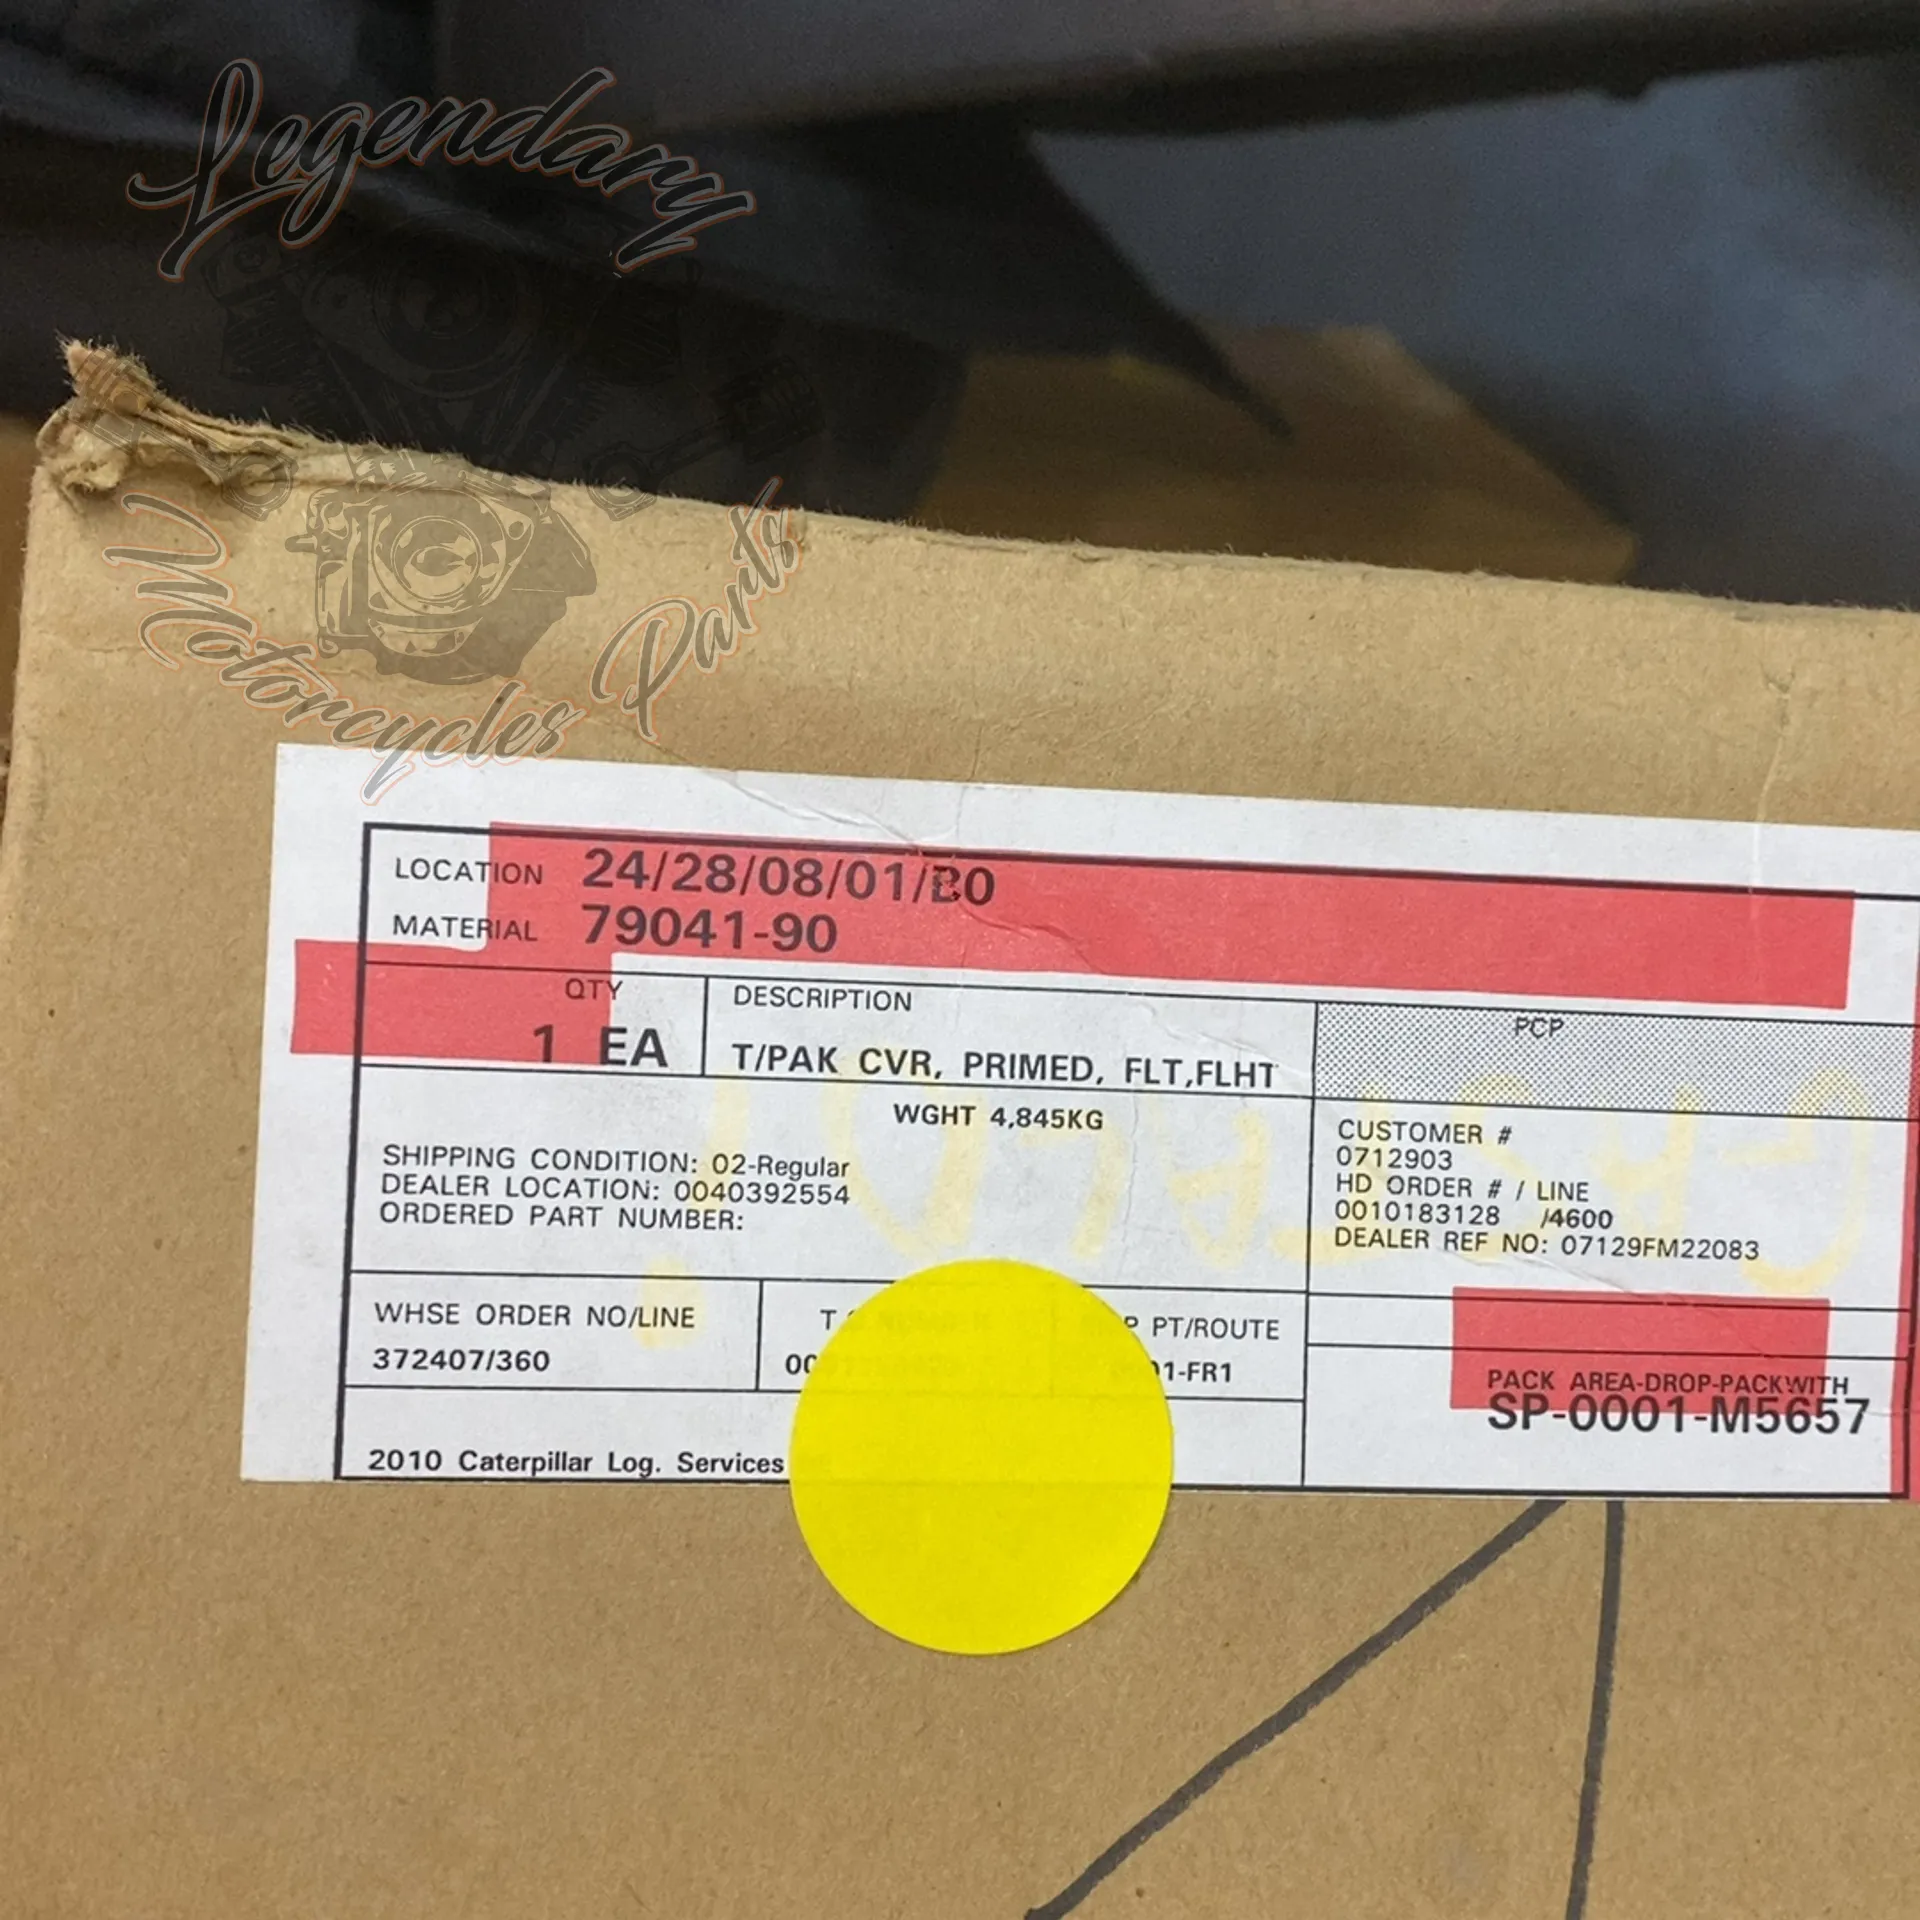 Legendary
Motorcycles Parts
LOCATION 24/28/08/01/B0
MATERIAL 79041-90
QTY
1 EA
DESCRIPTION
T/PAK CVR, PRIMED, FLT,FLHT
PCP
WGHT 4,845KG
SHIPPING CONDITION: 02-Regular
DEALER LOCATION: 0040392554
ORDERED PART NUMBER:
CUSTOMER #
0712903
HD ORDER # / LINE
0010183128 /4600
DEALER REF NO: 07129FM22083
WHSE ORDER NO/LINE
372407/360
PT/ROUTE
1-FR1
PACK AREA-DROP-PACKWITH
SP-0001-M5657
2010 Caterpillar Log. Services